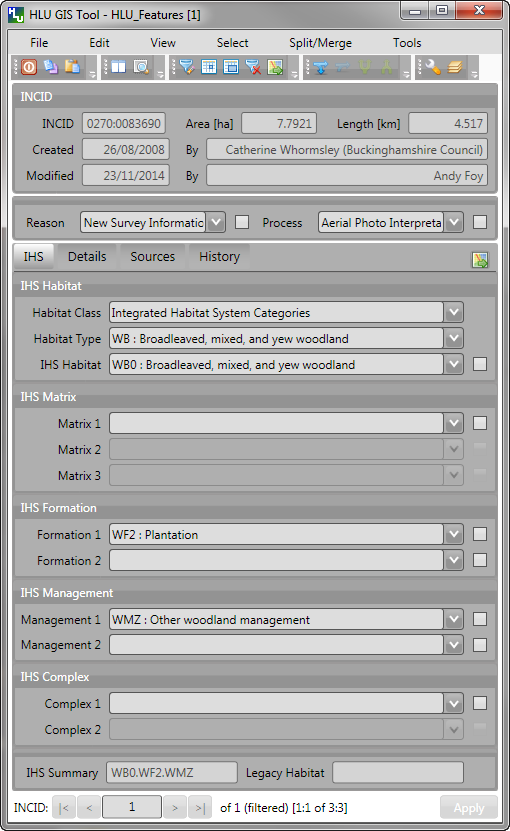 HLU GIS Tool - HLU_Features [1]
File Edit View Select Split/Merge Tools
INCID
INCID 0270:0083690 Area [ha] 7.7921 Length [km] 4.517
Created 26/08/2008 By Catherine Whormsley (Buckinghamshire Council)
Modified 23/11/2014 By Andy Foy
Reason New Survey Informatic Process Aerial Photo Interpreta
IHS Details Sources History
IHS Habitat
Habitat Class Integrated Habitat System Categories
Habitat Type WB : Broadleaved, mixed, and yew woodland
IHS Habitat WB0 : Broadleaved, mixed, and yew woodland
IHS Matrix
Matrix 1
Matrix 2
Matrix 3
IHS Formation
Formation 1 WF2 : Plantation
Formation 2
IHS Management
Management 1 WMZ : Other woodland management
Management 2
IHS Complex
Complex 1
Complex 2
IHS Summary WB0.WF2.WMZ Legacy Habitat
INCID: |< < 1 > >| of 1 (filtered) [1:1 of 3:3] Apply